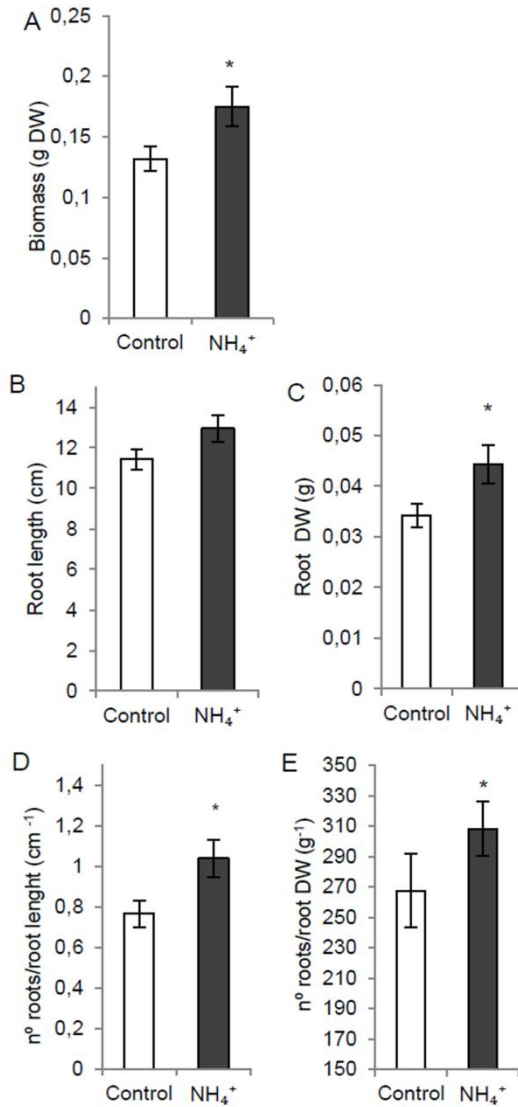 A
Biomass (g DW)
0,25
0,2
0,15
0,1
0,05
0
*
Control NH₄⁺
B
Root length (cm)
14
12
10
8
6
4
2
0
Control NH₄⁺
C
Root DW (g)
0,06
0,05
0,04
0,03
0,02
0,01
0
*
Control NH₄⁺
D
nº roots/root lenght (cm⁻¹)
1,4
1,2
1
0,8
0,6
0,4
0,2
0
*
Control NH₄⁺
E
nº roots/root DW (g⁻¹)
350
330
310
290
270
250
230
210
190
170
150
*
Control NH₄⁺